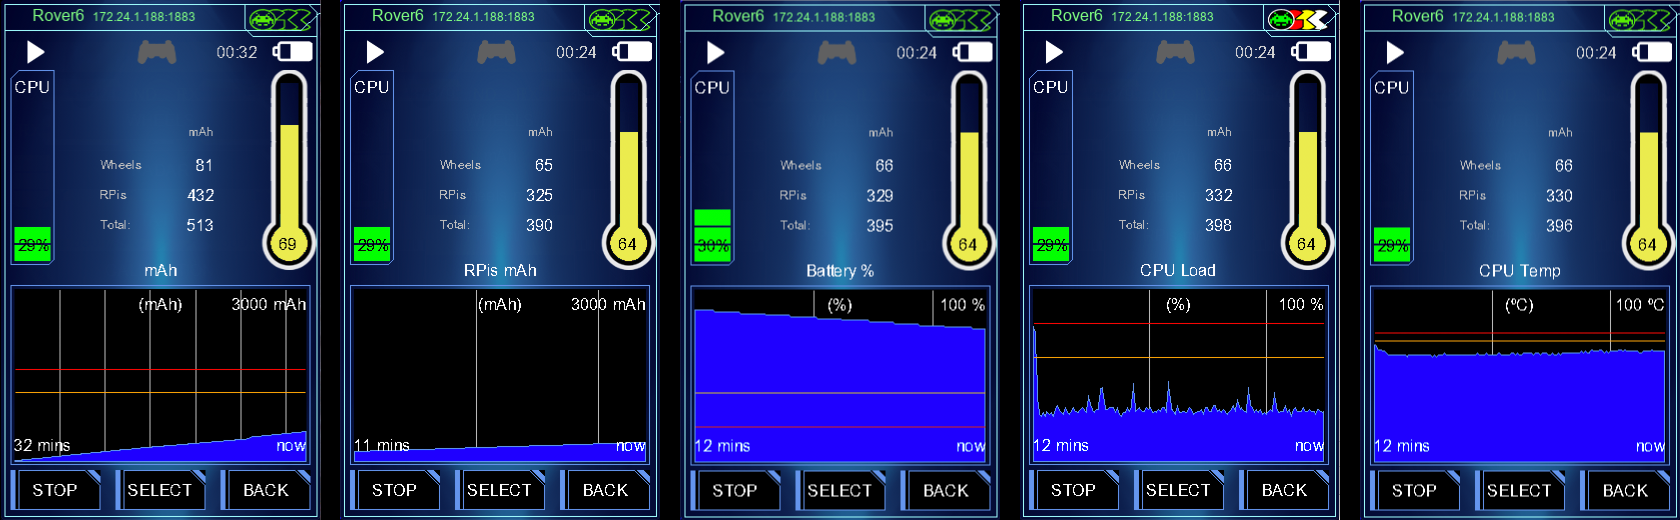 Rover6 172.24.1.188:1883
00:32
CPU
mAh
Wheels 81
RPis 432
Total: 513
29%
69
mAh
(mAh) 3000 mAh
32 mins now
STOP SELECT BACK
Rover6 172.24.1.188:1883
00:24
CPU
mAh
Wheels 65
RPis 325
Total: 390
29%
64
RPis mAh
(mAh) 3000 mAh
11 mins now
STOP SELECT BACK
Rover6 172.24.1.188:1883
00:24
CPU
mAh
Wheels 66
RPis 329
Total: 395
30%
64
Battery %
(%) 100 %
12 mins now
STOP SELECT BACK
Rover6 172.24.1.188:1883
00:24
CPU
mAh
Wheels 66
RPis 332
Total: 398
29%
64
CPU Load
(%) 100 %
12 mins now
STOP SELECT BACK
Rover6 172.24.1.188:1883
00:24
CPU
mAh
Wheels 66
RPis 330
Total: 396
29%
64
CPU Temp
(ºC) 100 ºC
12 mins now
STOP SELECT BACK